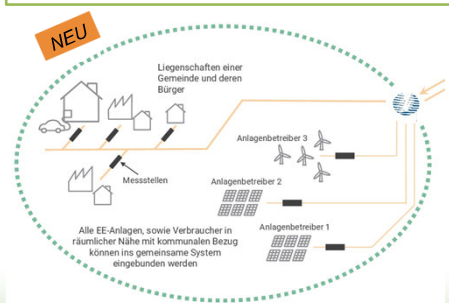 NEU
Liegenschaften einer
Gemeinde und deren
Bürger
Anlagenbetreiber 3
Messstellen
Anlagenbetreiber 2
Anlagenbetreiber 1
Alle EE-Anlagen, sowie Verbraucher in
räumlicher Nähe mit kommunalen Bezug
können ins gemeinsame System
eingebunden werden